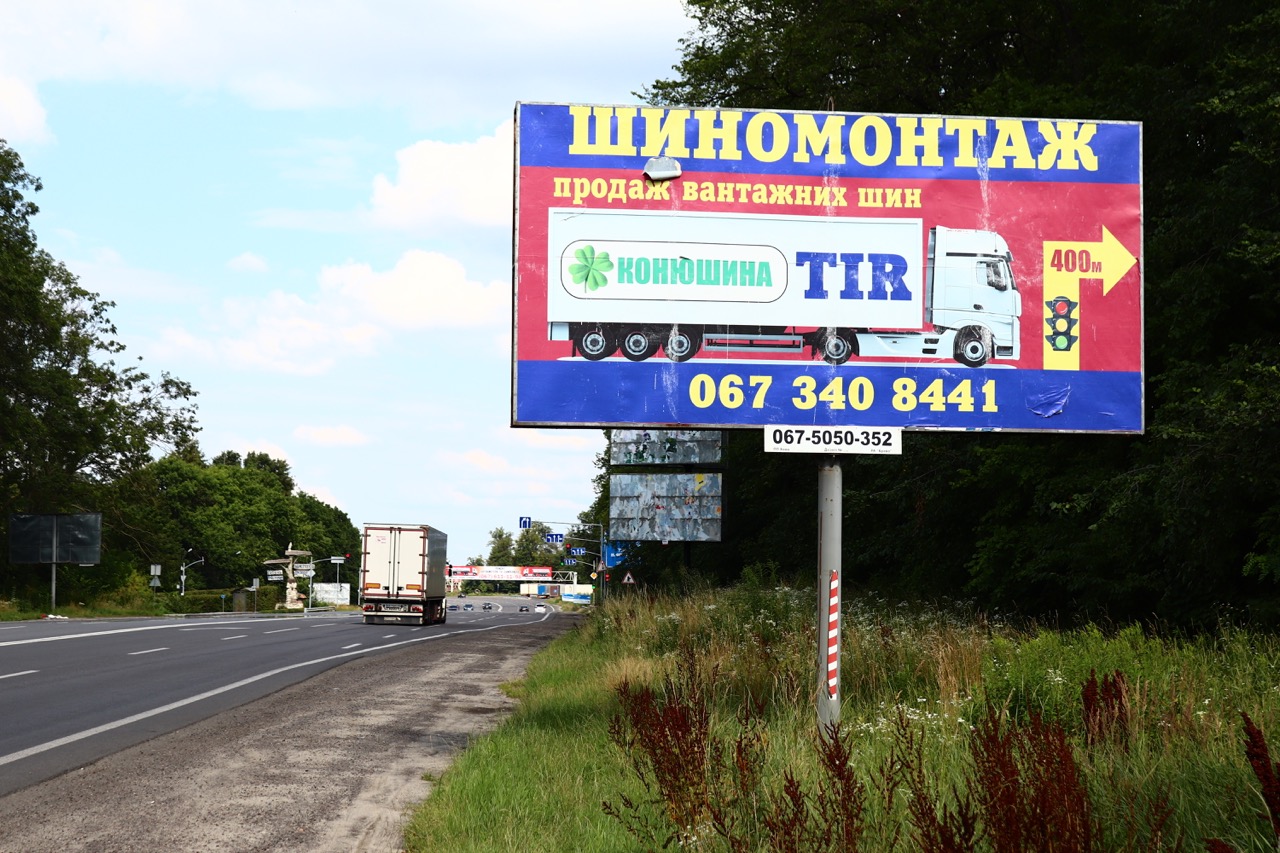 ШИНОМОНТАЖ
продаж вантажних шин
КОНЮШИНА
TIR
400м
067 340 8441
067-5050-352